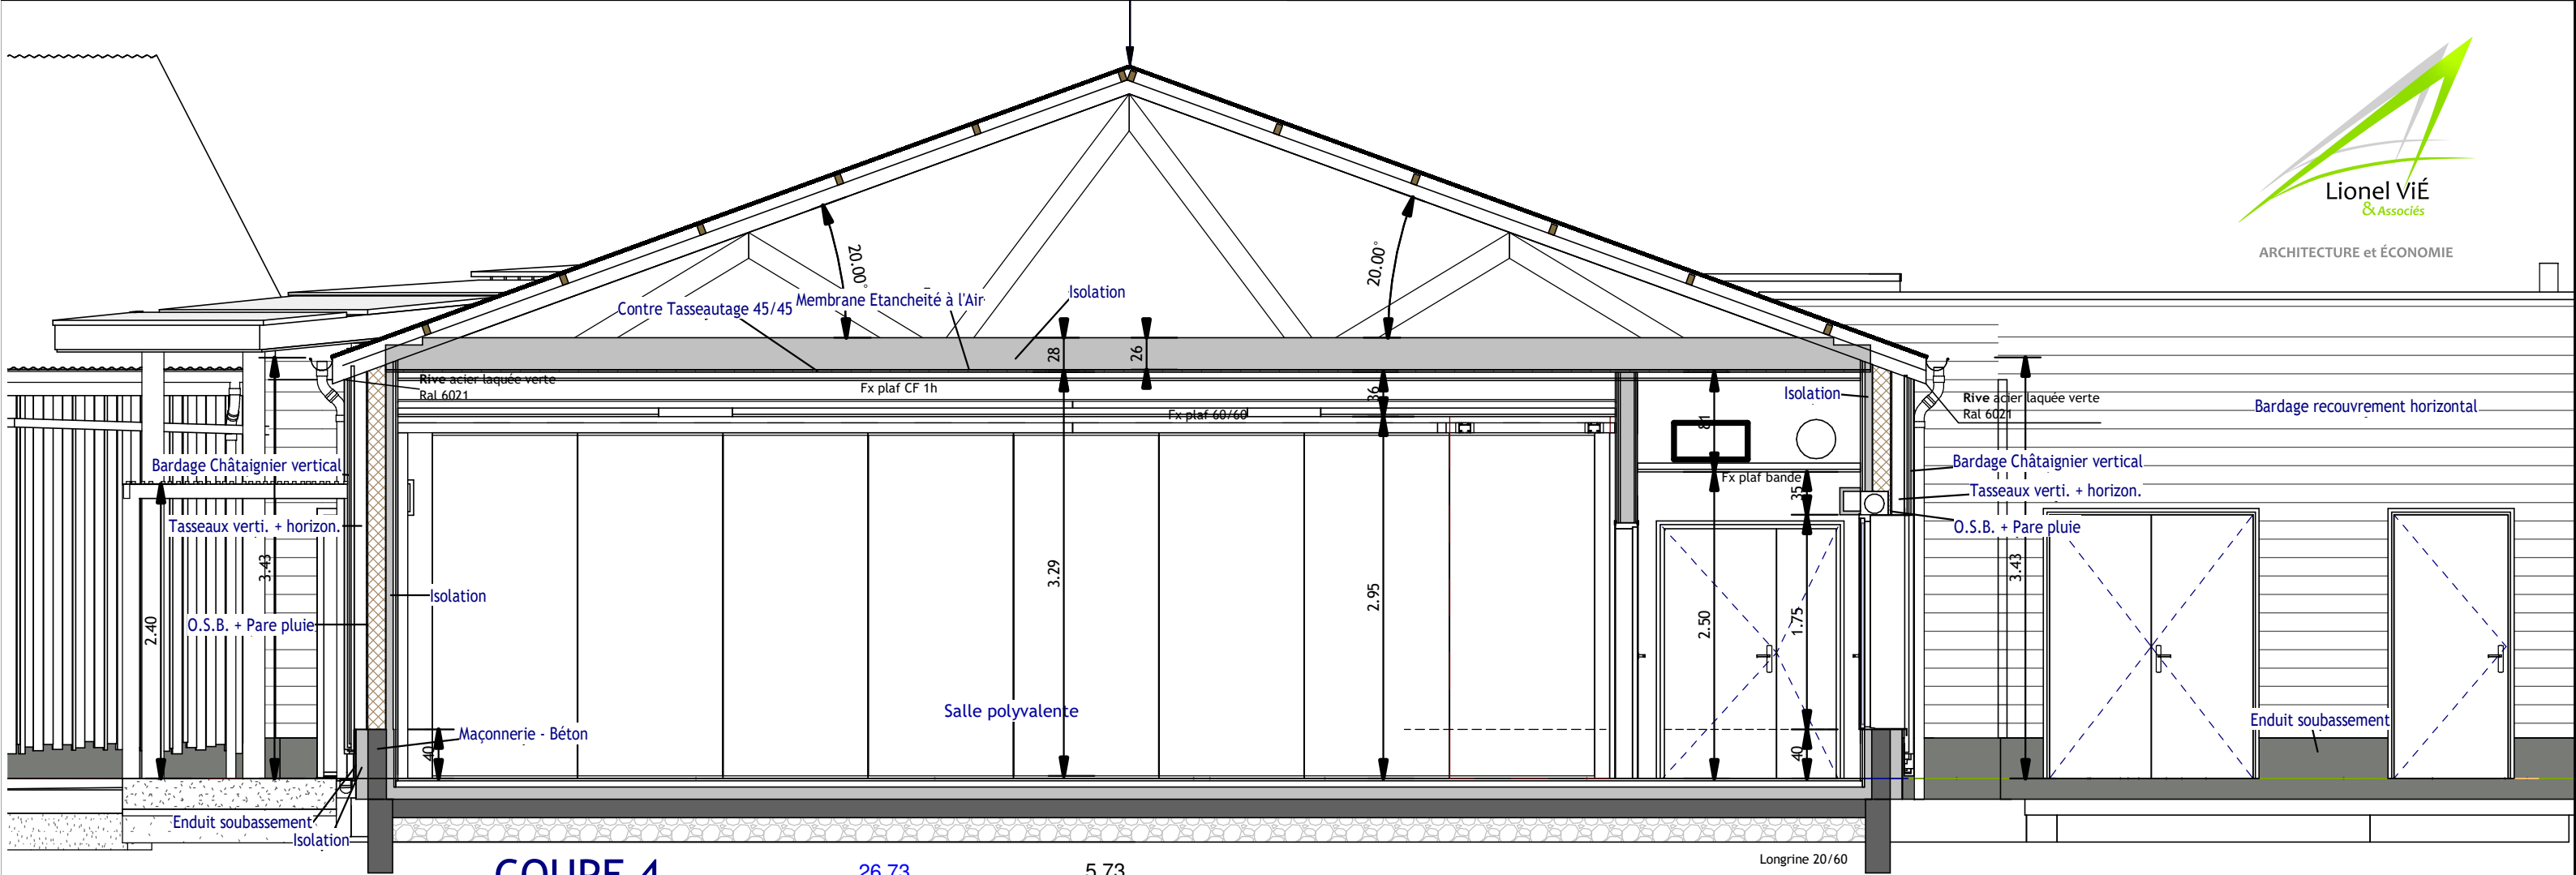 Lionel ViÉ
& Associés
ARCHITECTURE et ÉCONOMIE
20.00°
20.00°
Contre Tasseautage 45/45
Membrane Etancheité à l'Air
Isolation
28
26
Rive acier laquée verte
Ral 6021
Fx plaf CF 1h
36
Fx plaf 60/60
Isolation
Rive acier laquée verte
Ral 6021
Bardage recouvrement horizontal
81
Bardage Châtaignier vertical
Fx plaf bande
35
Bardage Châtaignier vertical
Tasseaux verti. + horizon.
O.S.B. + Pare pluie
Tasseaux verti. + horizon.
3.43
3.29
2.95
3.43
Isolation
O.S.B. + Pare pluie
2.40
2.50
1.75
Salle polyvalente
Maçonnerie - Béton
40
40
Enduit soubassement
Enduit soubassement
Isolation
Longrine 20/60
COUPE 4
26.73
5.73